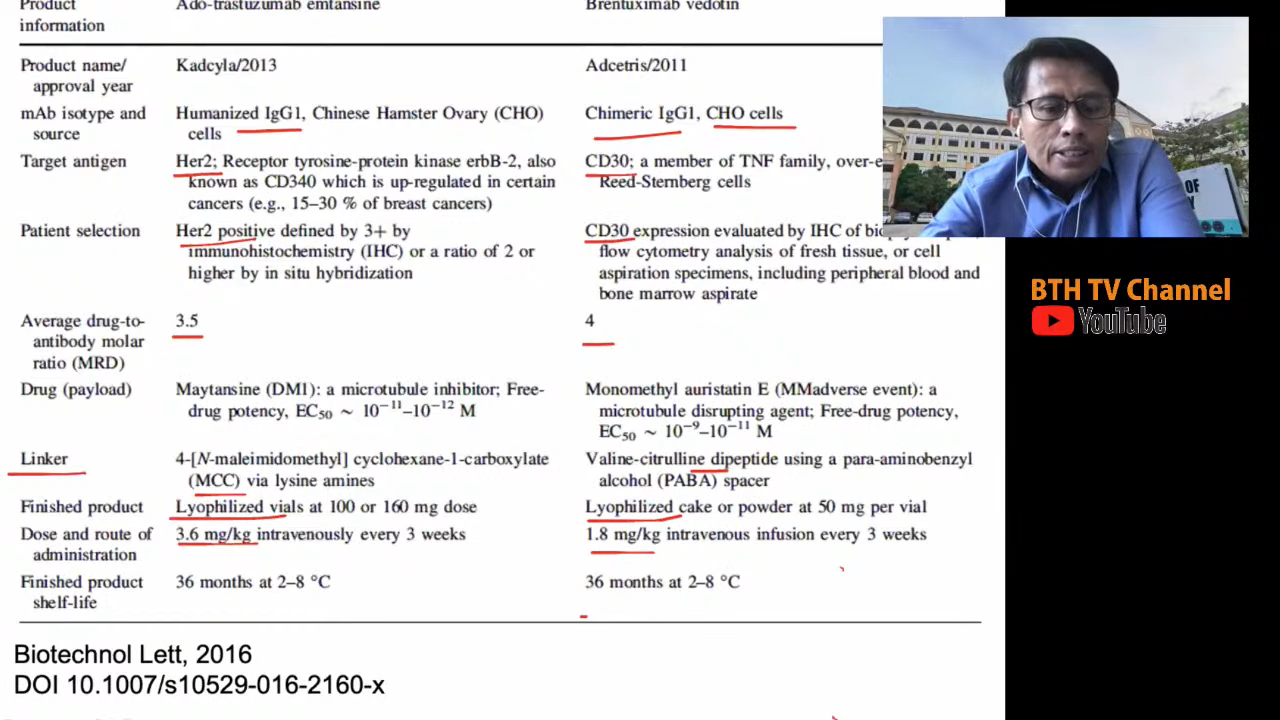 Product Ado-trastuzumab emtansine Brentuximab vedotin
information
Product name/ Kadcyla/2013 Adcetris/2011
approval year
mAb isotype and Humanized IgG1, Chinese Hamster Ovary (CHO) Chimeric IgG1, CHO cells
source cells
Target antigen Her2; Receptor tyrosine-protein kinase erbB-2, also CD30; a member of TNF family, over-e
known as CD340 which is up-regulated in certain Reed-Sternberg cells
cancers (e.g., 15–30 % of breast cancers)
Patient selection Her2 positive defined by 3+ by CD30 expression evaluated by IHC of
immunohistochemistry (IHC) or a ratio of 2 or flow cytometry analysis of fresh tissue, or cell
higher by in situ hybridization aspiration specimens, including peripheral blood and
bone marrow aspirate
Average drug-to- 3.5 4
antibody molar
ratio (MRD)
Drug (payload) Maytansine (DM1): a microtubule inhibitor; Free- Monomethyl auristatin E (MMadverse event): a
drug potency, EC50 ~ 10⁻¹¹–10⁻¹² M microtubule disrupting agent; Free-drug potency,
EC50 ~ 10⁻⁹–10⁻¹¹ M
Linker 4-[N-maleimidomethyl] cyclohexane-1-carboxylate Valine-citrulline dipeptide using a para-aminobenzyl
(MCC) via lysine amines alcohol (PABA) spacer
Finished product Lyophilized vials at 100 or 160 mg dose Lyophilized cake or powder at 50 mg per vial
Dose and route of 3.6 mg/kg intravenously every 3 weeks 1.8 mg/kg intravenous infusion every 3 weeks
administration
Finished product 36 months at 2–8 °C 36 months at 2–8 °C
shelf-life
Biotechnol Lett, 2016
DOI 10.1007/s10529-016-2160-x
OF
BTH TV Channel
YouTube